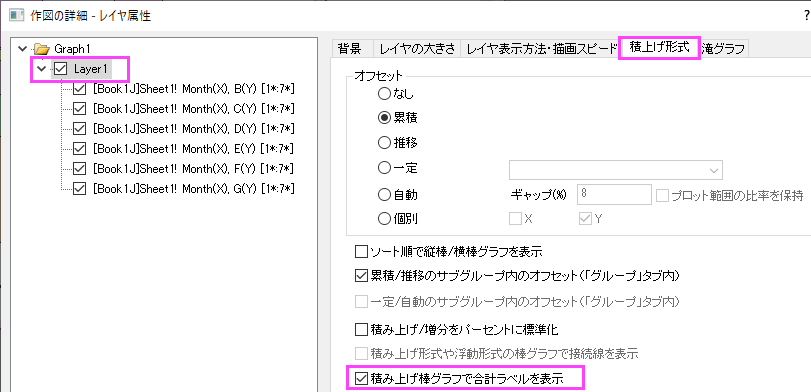 作図の詳細 - レイヤ属性
?
Graph1
Layer1
[Book1J]Sheet1! Month(X), B(Y) [1*:7*]
[Book1J]Sheet1! Month(X), C(Y) [1*:7*]
[Book1J]Sheet1! Month(X), D(Y) [1*:7*]
[Book1J]Sheet1! Month(X), E(Y) [1*:7*]
[Book1J]Sheet1! Month(X), F(Y) [1*:7*]
[Book1J]Sheet1! Month(X), G(Y) [1*:7*]
背景 レイヤの大きさ レイヤ表示方法・描画スピード 積上げ形式 滝グラフ
オフセット
なし
累積
推移
一定
自動 ギャップ(%) 8 プロット範囲の比率を保持
個別 X Y
ソート順で縦棒/横棒グラフを表示
累積/推移のサブグループ内のオフセット(「グループ」タブ内)
一定/自動のサブグループ内のオフセット(「グループ」タブ内)
積み上げ/増分をパーセントに標準化
積み上げ形式や浮動形式の棒グラフで接続線を表示
積み上げ棒グラフで合計ラベルを表示